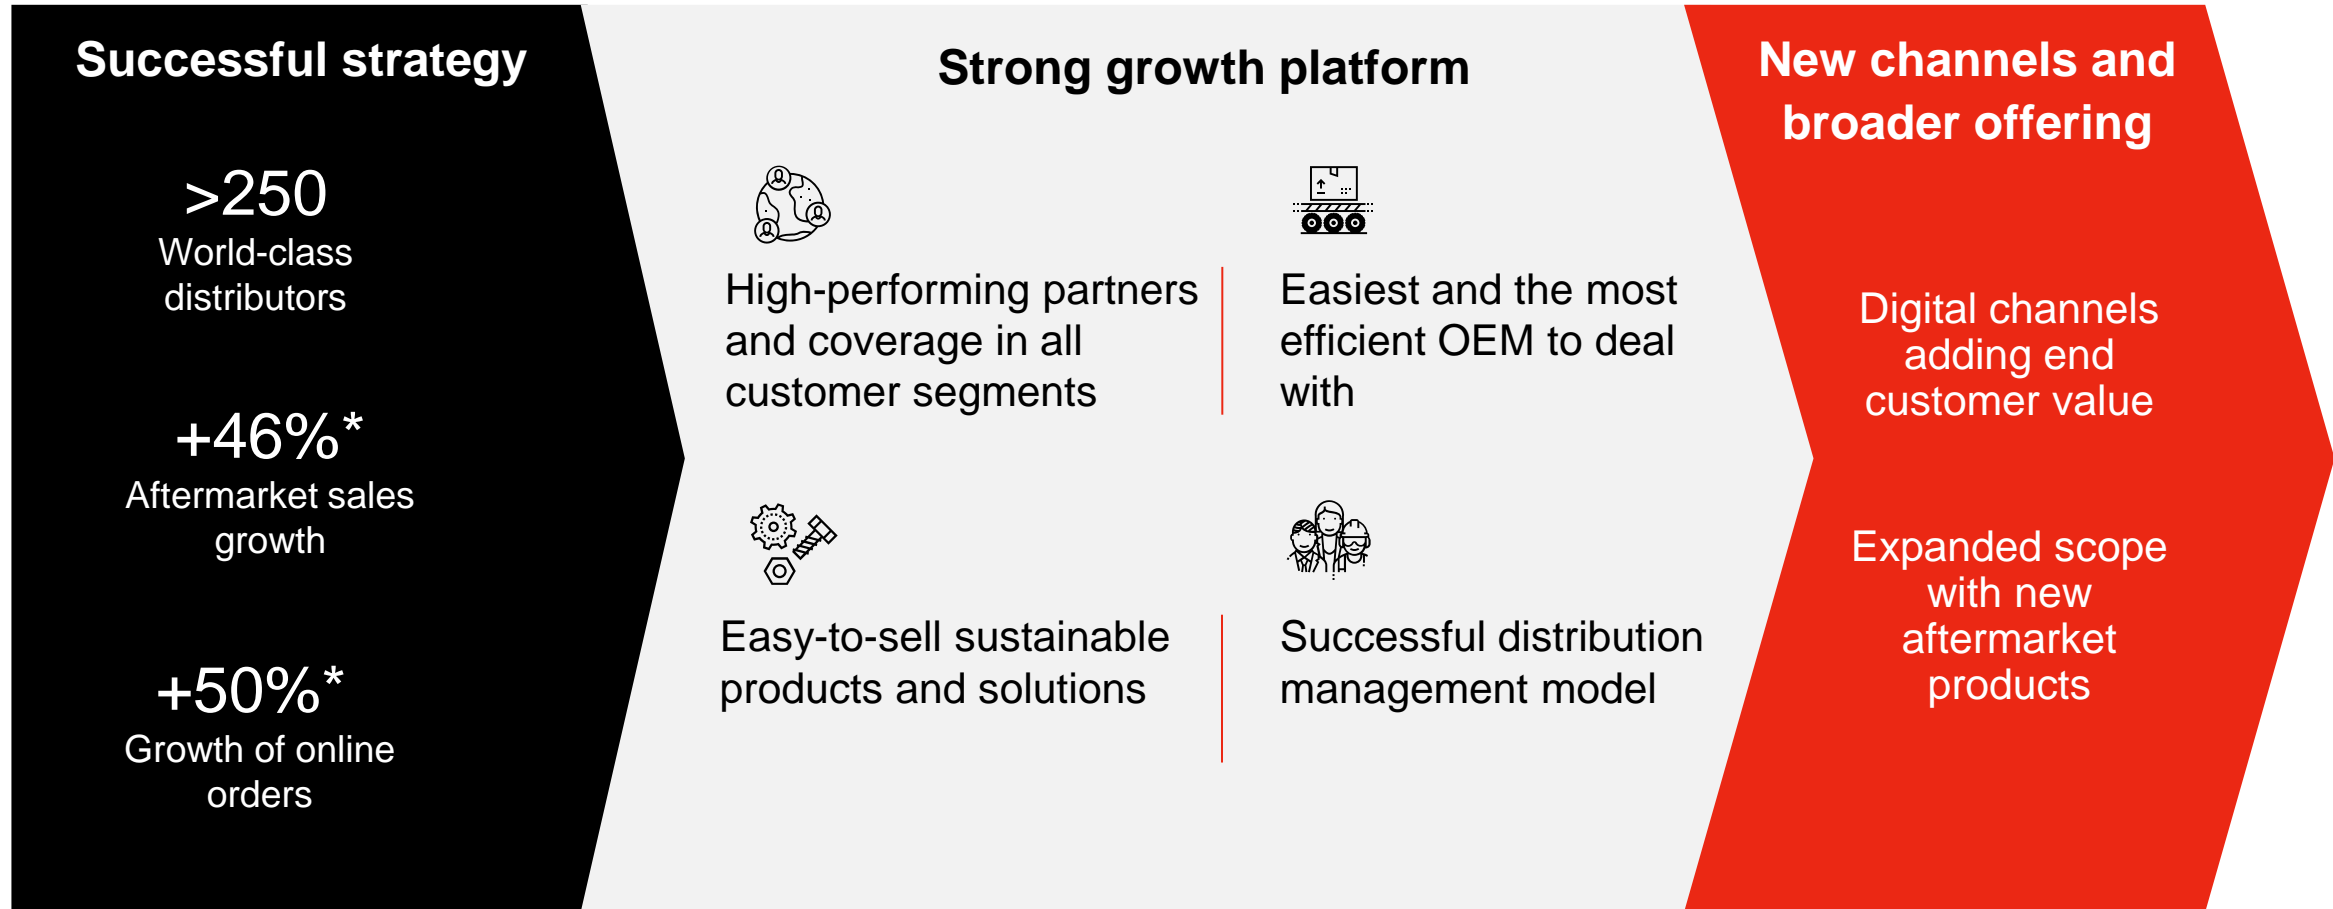 Successful strategy
>250
World-class
distributors
+46%*
Aftermarket sales
growth
+50%*
Growth of online
orders
Strong growth platform
High-performing partners
and coverage in all
customer segments
Easiest and the most
efficient OEM to deal
with
Easy-to-sell sustainable
products and solutions
Successful distribution
management model
New channels and
broader offering
Digital channels
adding end
customer value
Expanded scope
with new
aftermarket
products